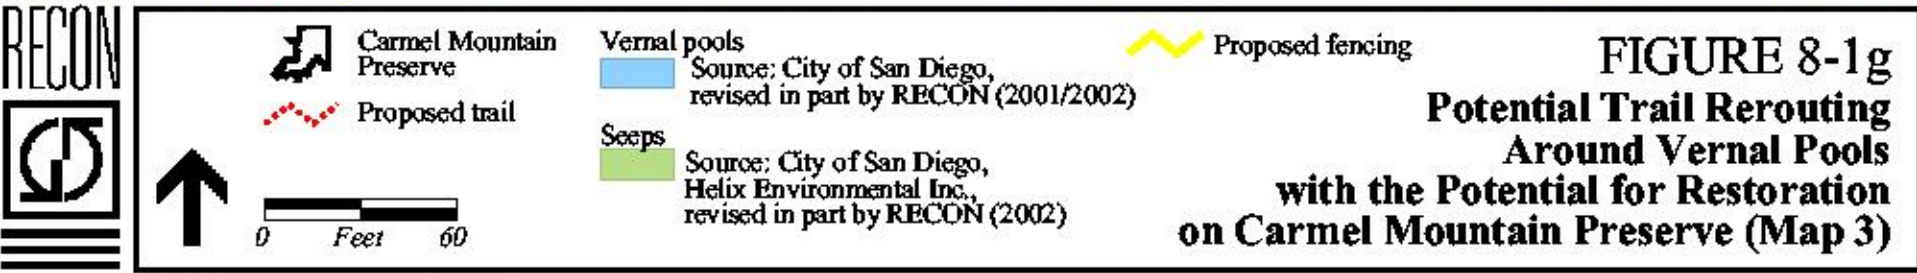 RECON
Carmel Mountain
Preserve
Proposed trail
0 Feet 60
Vernal pools
Source: City of San Diego,
revised in part by RECON (2001/2002)
Seeps
Source: City of San Diego,
Helix Environmental Inc.,
revised in part by RECON (2002)
Proposed fencing
FIGURE 8-1g
Potential Trail Rerouting
Around Vernal Pools
with the Potential for Restoration
on Carmel Mountain Preserve (Map 3)